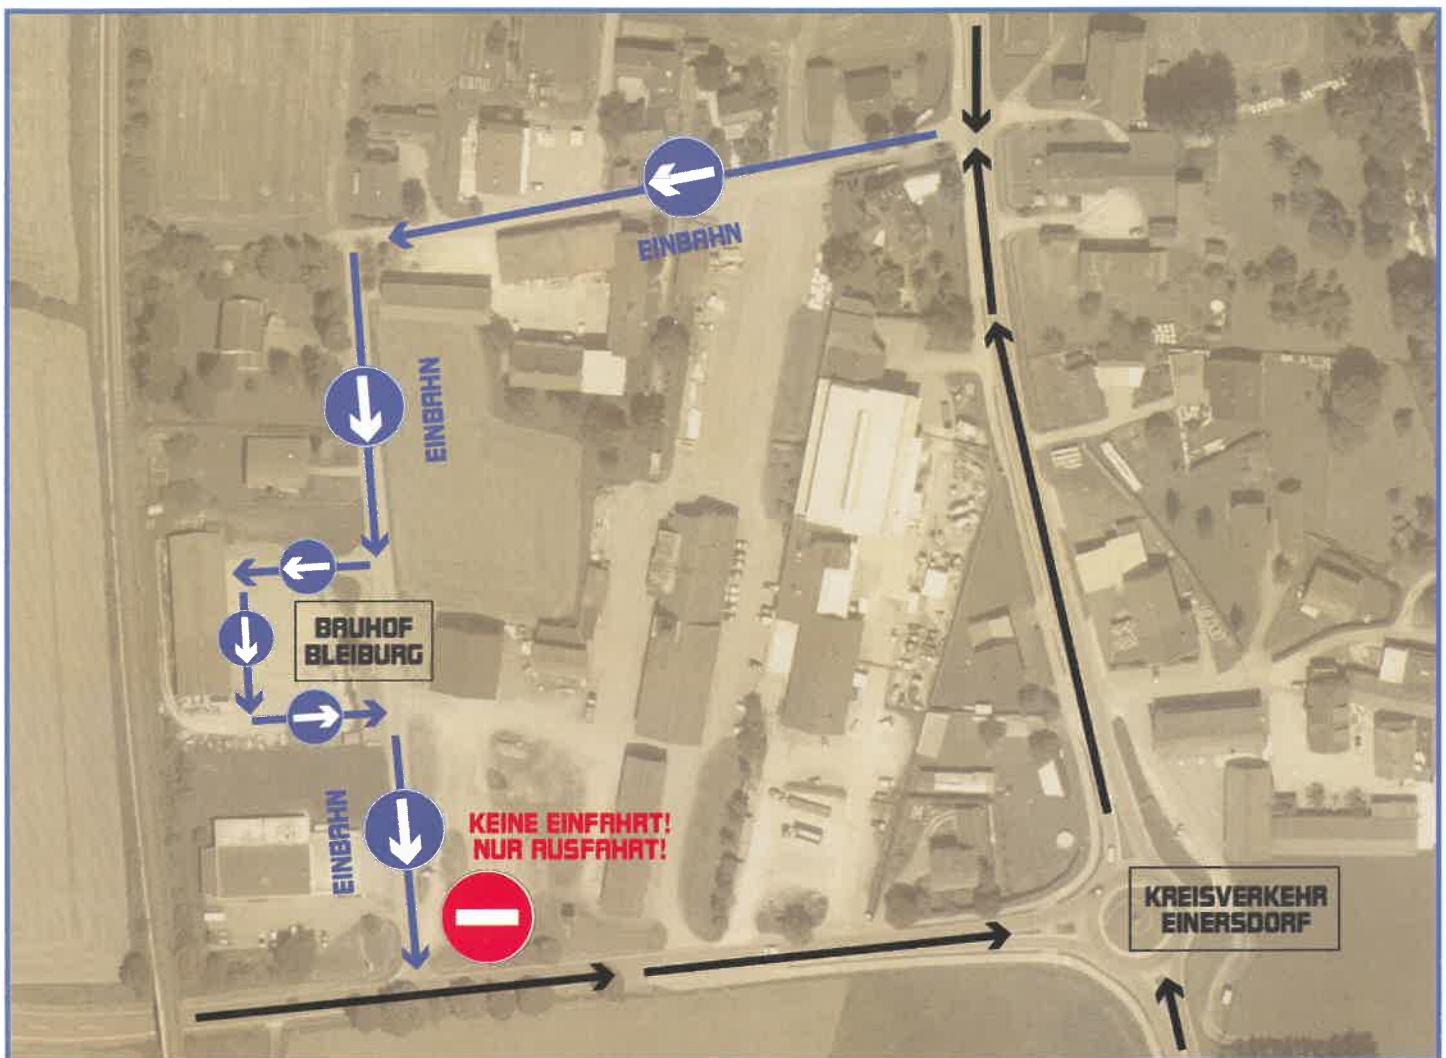 EINBAHN
EINBAHN
BAUHOF
BLEIBURG
EINBAHN
KEINE EINFAHRT!
NUR AUSFAHRT!
KREISVERKEHR
EINERSDORF